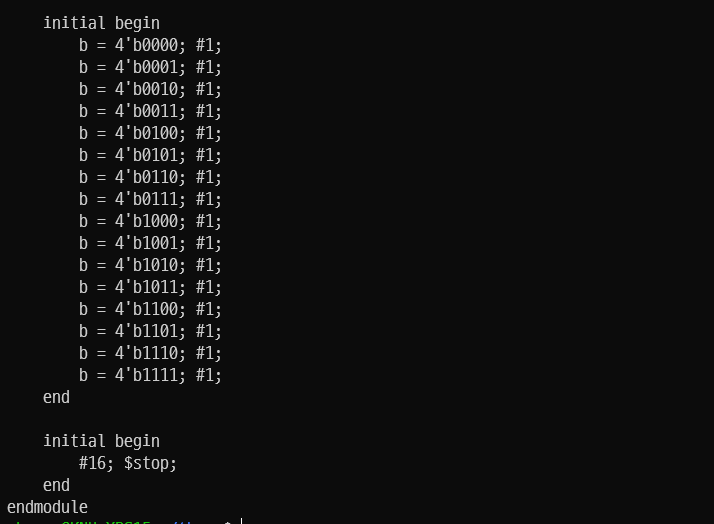 initial begin
b = 4'b0000; #1;
b = 4'b0001; #1;
b = 4'b0010; #1;
b = 4'b0011; #1;
b = 4'b0100; #1;
b = 4'b0101; #1;
b = 4'b0110; #1;
b = 4'b0111; #1;
b = 4'b1000; #1;
b = 4'b1001; #1;
b = 4'b1010; #1;
b = 4'b1011; #1;
b = 4'b1100; #1;
b = 4'b1101; #1;
b = 4'b1110; #1;
b = 4'b1111; #1;
end
initial begin
#16; $stop;
end
endmodule